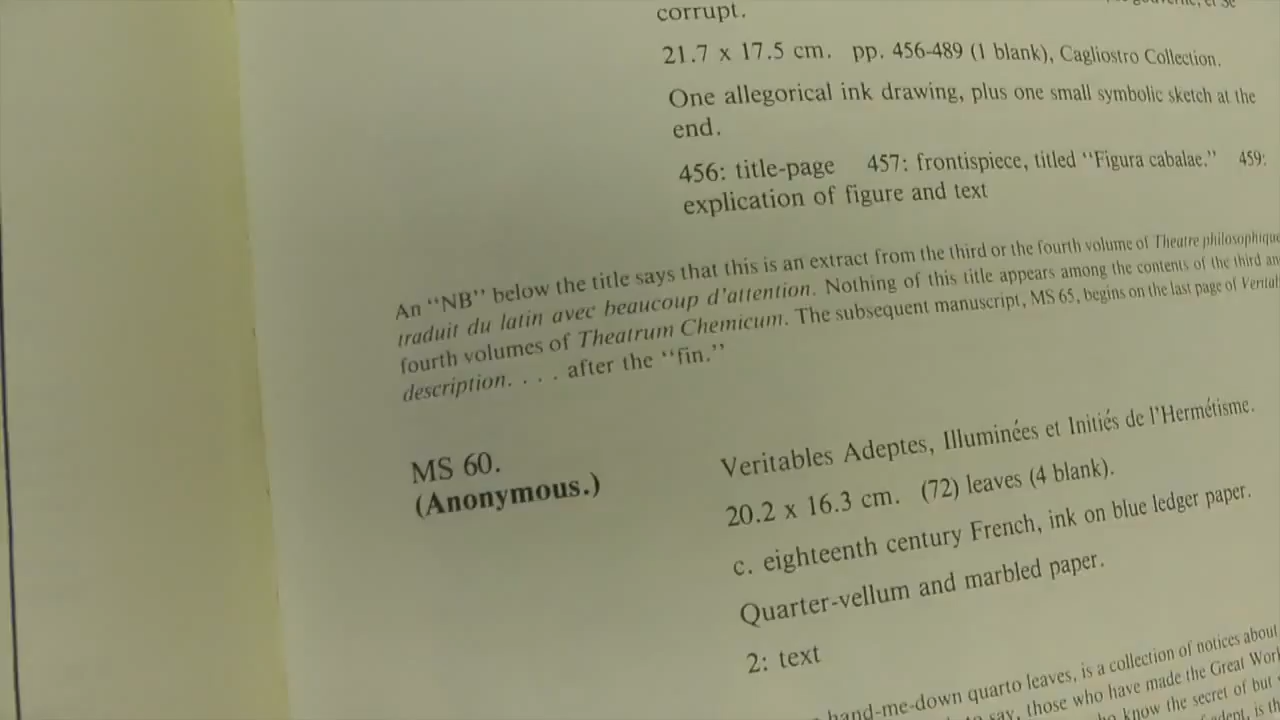 corrupt.
21.7 x 17.5 cm. pp. 456-489 (1 blank), Cagliostro Collection.
One allegorical ink drawing, plus one small symbolic sketch at the
end.
456: title-page 457: frontispiece, titled “Figura cabalae.” 459:
explication of figure and text
An “NB” below the title says that this is an extract from the third or the fourth volume of Theatre philosophique
traduit du latin avec beaucoup d’attention. Nothing of this title appears among the contents of the third
fourth volumes of Theatrum Chemicum. The subsequent manuscript, MS 65, begins on the last page of
description. . . . after the “fin.”
MS 60.
(Anonymous.)
Veritables Adeptes, Illuminées et Initiés de l’Hermétisme.
20.2 x 16.3 cm. (72) leaves (4 blank).
c. eighteenth century French, ink on blue ledger paper.
Quarter-vellum and marbled paper.
2: text
hand-me-down quarto leaves, is a collection of notices about
say, those who have made the Great
know the secret of but
is